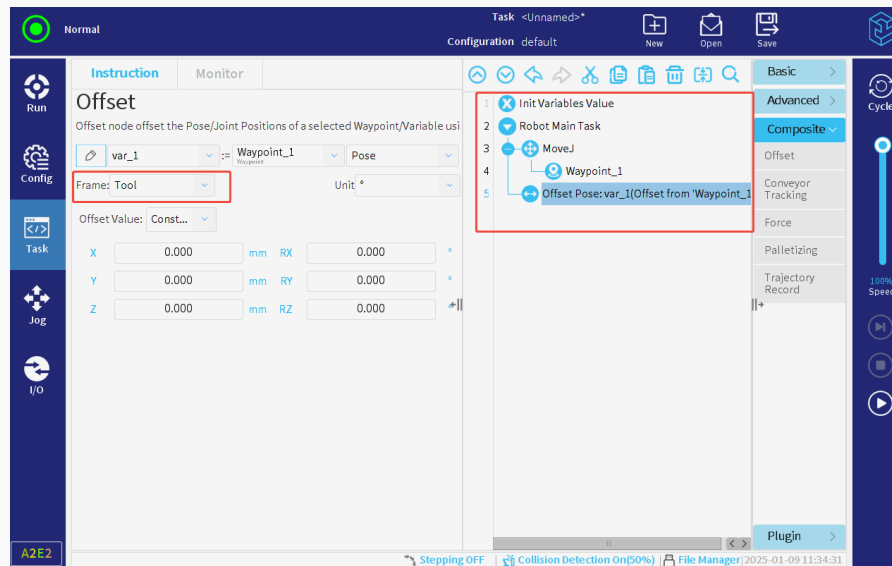 Task <Unnamed>*
Normal
Configuration default
New
Open
Save
Run
Config
Task
Jog
I/O
A2E2
Instruction
Monitor
Offset
Offset node offset the Pose/Joint Positions of a selected Waypoint/Variable usi
var_1 := Waypoint_1 Pose
Waypoint
Frame: Tool Unit °
Offset Value: Const...
X 0.000 mm RX 0.000 °
Y 0.000 mm RY 0.000 °
Z 0.000 mm RZ 0.000 °
1 Init Variables Value
2 Robot Main Task
3 MoveJ
4 Waypoint_1
5 Offset Pose: var_1(Offset from 'Waypoint_1
Basic
Advanced
Composite
Offset
Conveyor
Tracking
Force
Palletizing
Trajectory
Record
Plugin
Cycle
100%
Speed
Stepping OFF Collision Detection On(50%) File Manager 2025-01-09 11:34:31